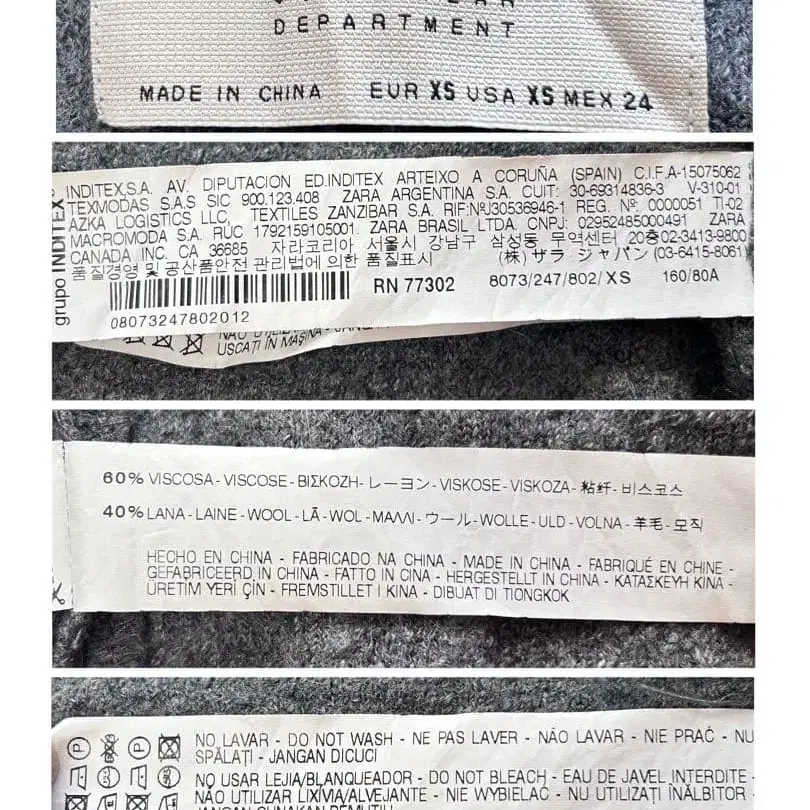 DEPARTMENT
MADE IN CHINA EUR XS USA XS MEX 24
grupo INDITEX
INDITEX,S.A. AV. DIPUTACION ED.INDITEX ARTEIXO A CORUÑA (SPAIN) C.I.F.A-15075062
TEXMODAS S.A.S SIC 900.123.408 ZARA ARGENTINA S.A. CUIT: 30-69314836-3 V-310-01
AZKA LOGISTICS LLC, TEXTILES ZANZIBAR S.A. RIF:NºJ30536946-1 REG. Nº. 0000051 TI-02
MACROMODA S.A. RUC 1792159105001. ZARA BRASIL LTDA. CNPJ: 02952485000491 ZARA
CANADA INC. CA 36685 자라코리아 서울시 강남구 삼성동 무역센터 20층02-3413-9800
품질경영 및 공산품안전 관리법에 의한 품질표시 (株) ザラ ジャパン (03-6415-8061)
RN 77302 8073/247/802/XS 160/80A
08073247802012
USCAȚI ÎN MAȘINA
60% VISCOSA-VISCOSE-ΒΙΣΚΟΖΗ-レーヨン-VISKOSE-VISKOZA-粘纤-비스코스
40% LANA-LAINE-WOOL-LÃ-WOL-ΜΑΛΛΙ-ウール-WOLLE-ULD-VOLNA-羊毛-모직
HECHO EN CHINA - FABRICADO NA CHINA - MADE IN CHINA - FABRIQUÉ EN CHINE -
GEFABRICEERD IN CHINA - FATTO IN CINA - HERGESTELLT IN CHINA - ΚΑΤΑΣΚΕΥΗ ΚΙΝΑ -
ÜRETIM YERİ ÇİN - FREMSTILLET I KINA - DIBUAT DI TIONGKOK
NO LAVAR - DO NOT WASH - NE PAS LAVER - NÃO LAVAR - NIE PRAĆ - NU
SPĂLAȚI - JANGAN DICUCI
NO USAR LEJIA/BLANQUEADOR - DO NOT BLEACH - EAU DE JAVEL INTERDITE -
NÃO UTILIZAR LIXÍVIA/ALVEJANTE - NIE WYBIELAĆ - NU UTILIZAȚI ÎNĂLBITOR -